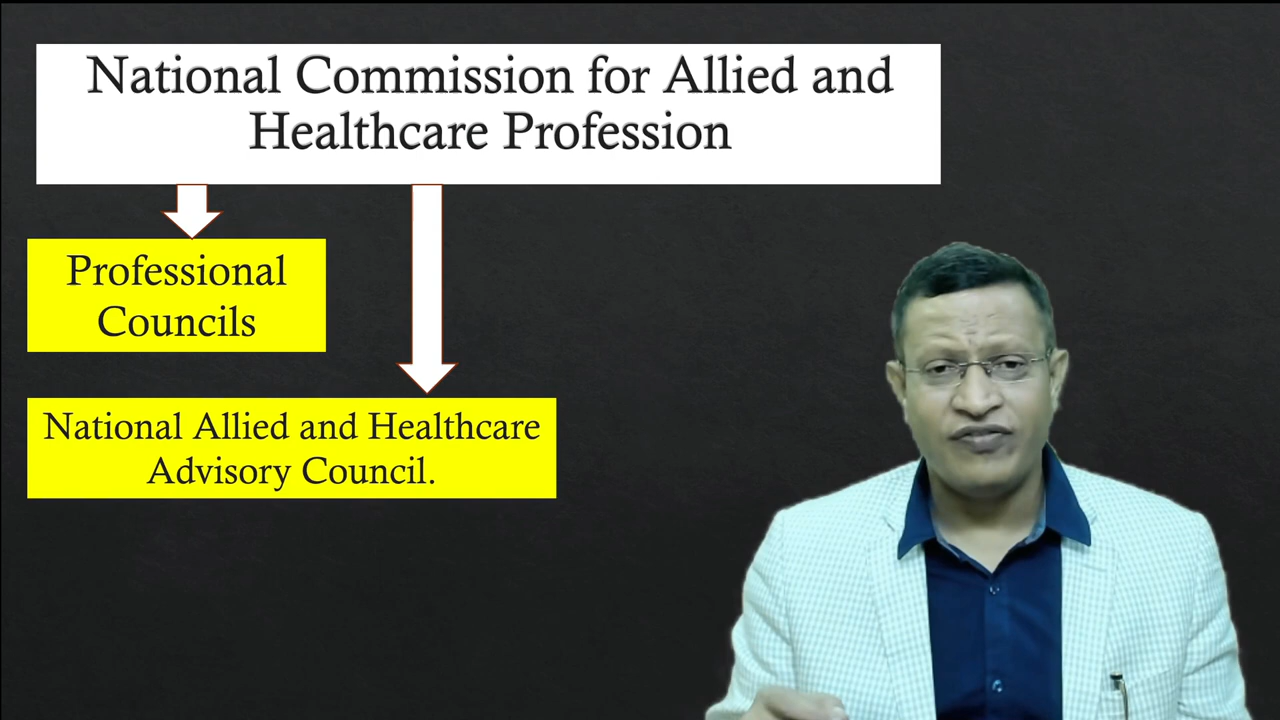 National Commission for Allied and
Healthcare Profession
Professional
Councils
National Allied and Healthcare
Advisory Council.